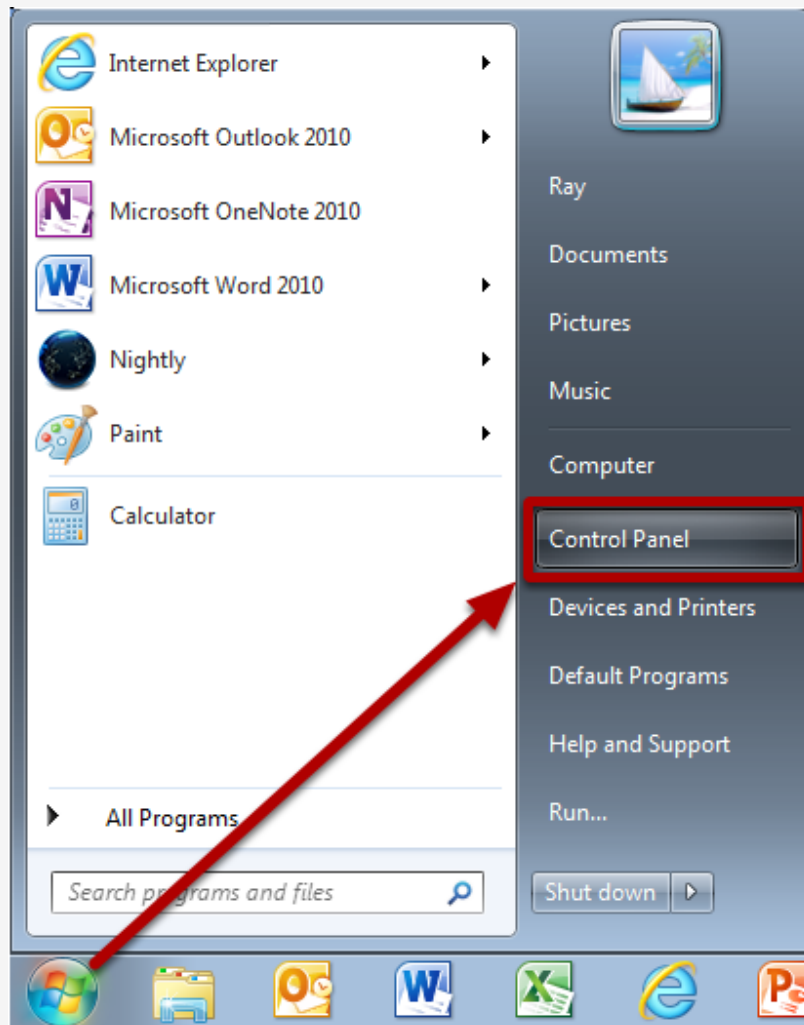 Internet Explorer
Microsoft Outlook 2010
Microsoft OneNote 2010
Microsoft Word 2010
Nightly
Paint
Calculator
All Programs
Search programs and files
Ray
Documents
Pictures
Music
Computer
Control Panel
Devices and Printers
Default Programs
Help and Support
Run...
Shut down